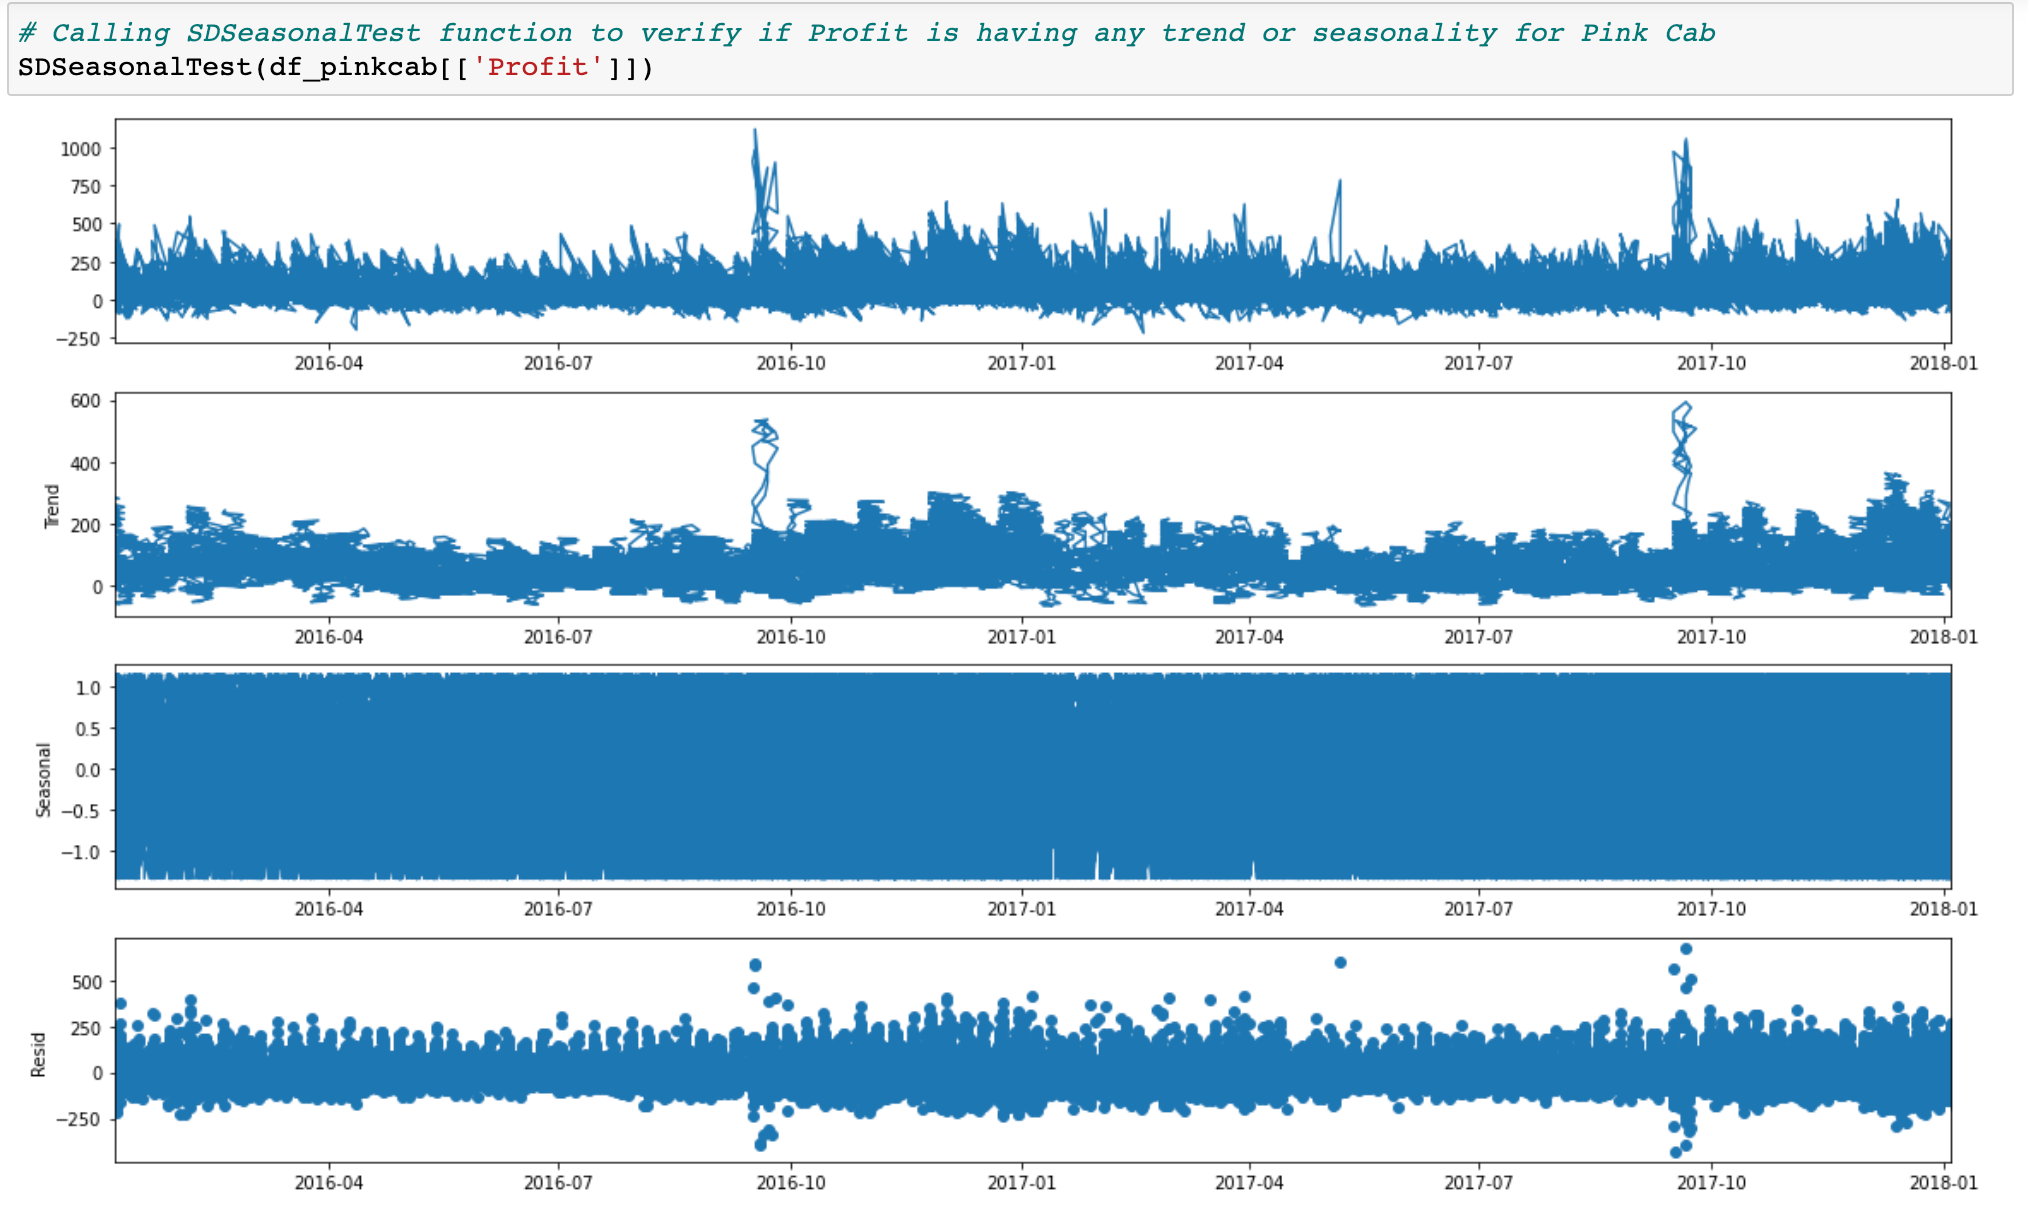 # Calling SDSeasonalTest function to verify if Profit is having any trend or seasonality for Pink Cab
SDSeasonalTest(df_pinkcab[['Profit']])
1000
750
500
250
0
−250
2016-04 2016-07 2016-10 2017-01 2017-04 2017-07 2017-10 2018-01
Trend
600
400
200
0
2016-04 2016-07 2016-10 2017-01 2017-04 2017-07 2017-10 2018-01
Seasonal
1.0
0.5
0.0
−0.5
−1.0
2016-04 2016-07 2016-10 2017-01 2017-04 2017-07 2017-10 2018-01
Resid
500
250
0
−250
2016-04 2016-07 2016-10 2017-01 2017-04 2017-07 2017-10 2018-01